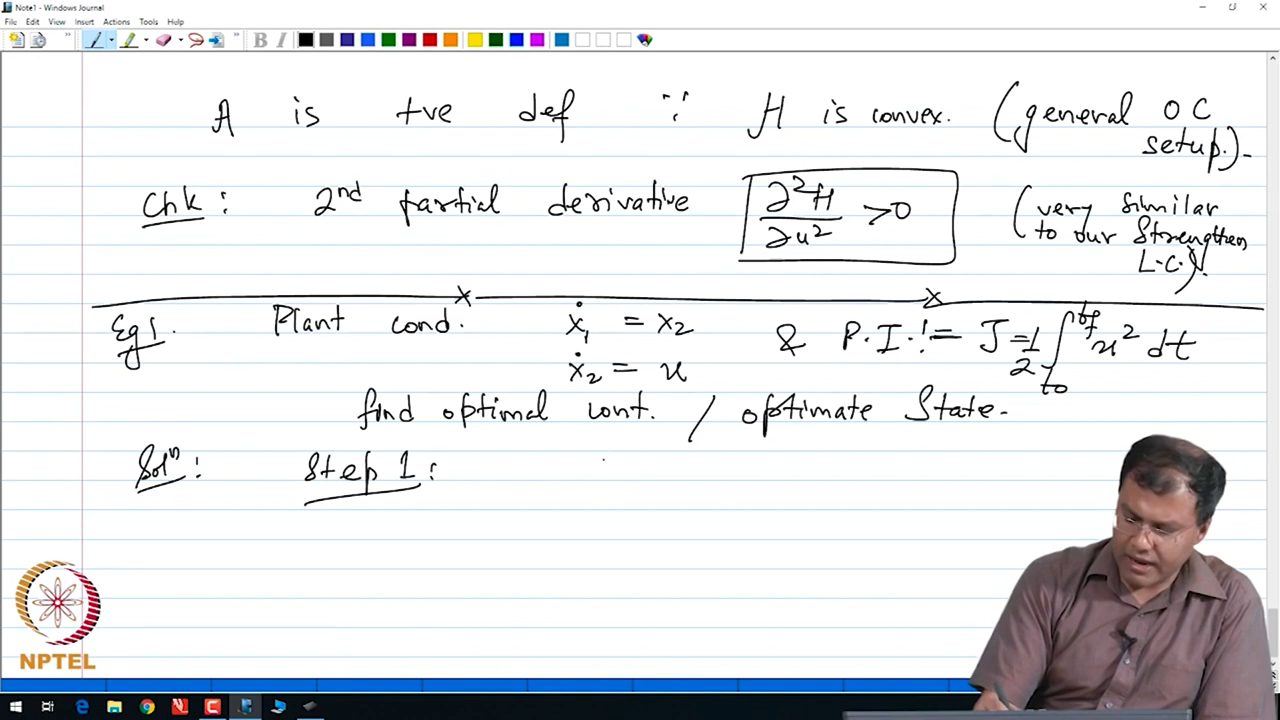 Note1 - Windows Journal
File Edit View Insert Actions Tools Help
B I
A is +ve def ∵ H is convex. (general OC setup.).
Chk : 2nd partial derivative ∂²H/∂u² >0 (very similar to our Strengthen L.C.).
Eg1. Plant cond. ẋ₁ = x₂ & P.I.:= J = 1/2 ∫ₜ₀^tf u² dt
ẋ₂ = u
find optimal cont. / optimate State.
Solⁿ : Step 1 :
NPTEL